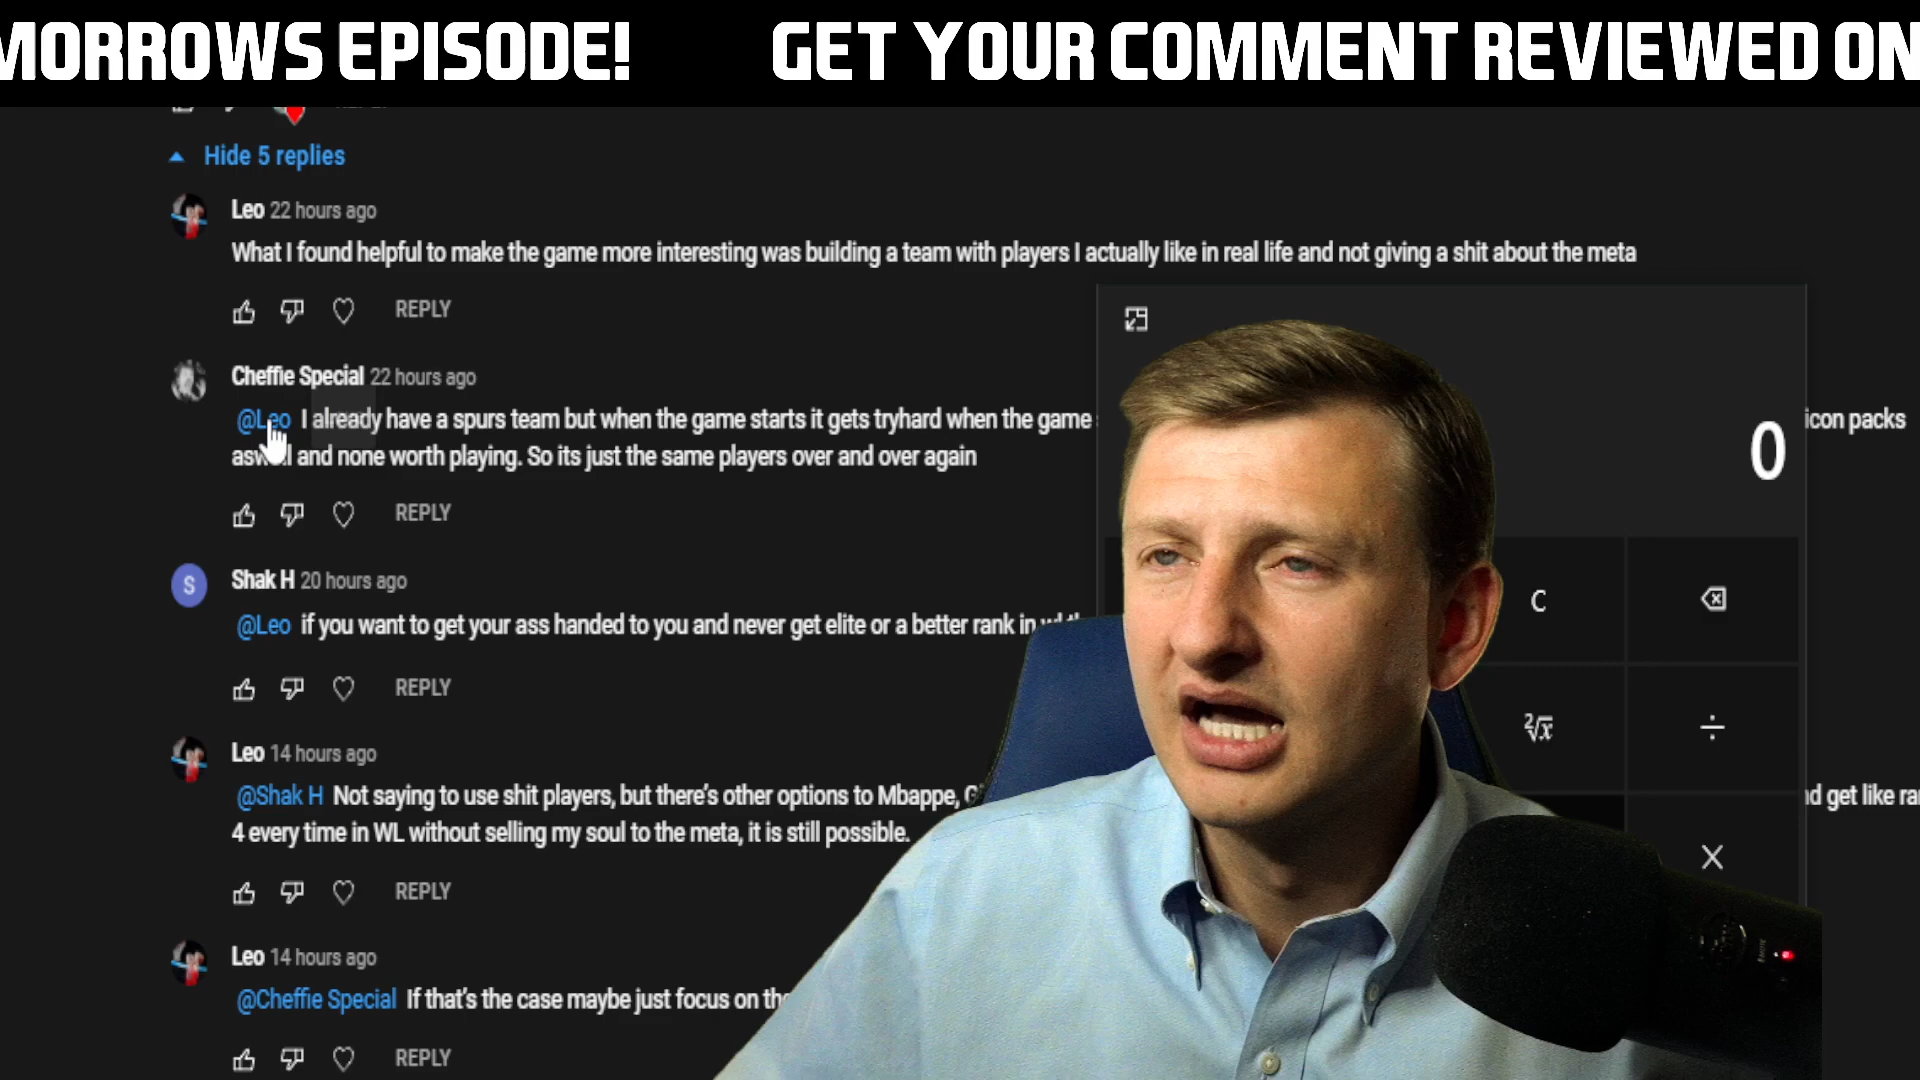 MORROWS EPISODE! GET YOUR COMMENT REVIEWED ON
Hide 5 replies
Leo 22 hours ago
What I found helpful to make the game more interesting was building a team with players I actually like in real life and not giving a shit about the meta
REPLY
Cheffie Special 22 hours ago
@Leo I already have a spurs team but when the game starts it gets tryhard when the game icon packs
and none worth playing. So its just the same players over and over again
REPLY
S
Shak H 20 hours ago
@Leo if you want to get your ass handed to you and never get elite or a better rank in
REPLY
Leo 14 hours ago
@Shak H Not saying to use shit players, but there's other options to Mbappe, get like
4 every time in WL without selling my soul to the meta, it is still possible.
REPLY
Leo 14 hours ago
@Cheffie Special If that's the case maybe just focus on
REPLY
0
C
²√x
÷
X